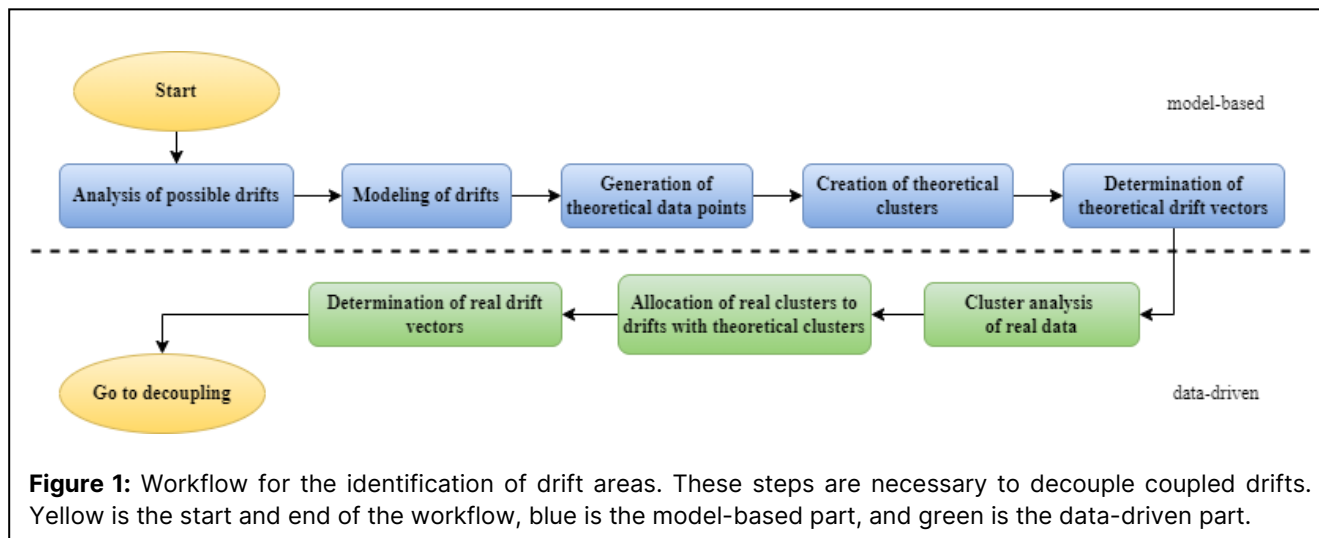 Start
model-based
Analysis of possible drifts
Modeling of drifts
Generation of
theoretical data points
Creation of theoretical
clusters
Determination of
theoretical drift vectors
Cluster analysis
of real data
Allocation of real clusters to
drifts with theoretical clusters
Determination of real drift
vectors
Go to decoupling
data-driven
Figure 1: Workflow for the identification of drift areas. These steps are necessary to decouple coupled drifts.
Yellow is the start and end of the workflow, blue is the model-based part, and green is the data-driven part.